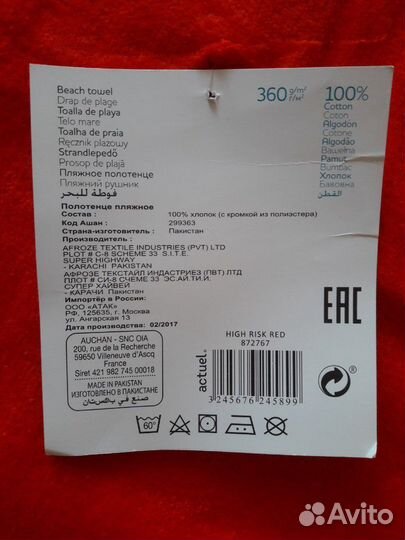 Beach towel
Drap de plage
Toalla de playa
Telo mare
Toalha de praia
Ręcznik plażowy
Strandlepedő
Prosop de plajă
Пляжное полотенце
Пляжний рушник
فوطة للبحر
360 g/m² г/м²
100%
Cotton
Coton
Algodón
Cotone
Algodão
Bawełna
Pamut
Bumbac
Хлопок
Бавовна
القطن
Полотенце пляжное
Состав : 100% хлопок (с кромкой из полиэстера)
Код Ашан : 299363
Страна-изготовитель : Пакистан
Производитель :
AFROZE TEXTILE INDUSTRIES (PVT) LTD
PLOT # C-8 SCHEME 33 S.I.T.E.
SUPER HIGHWAY
- KARACHI PAKISTAN
АФРОЗЕ ТЕКСТАЙЛ ИНДАСТРИЕЗ (ПВТ) ЛТД
ПЛОТ # СИ-8 СЧЕМЕ 33 ЭС.АЙ.ТИ.И.
СУПЕР ХАЙВЕЙ
- КАРАЧИ Пакистан
Импортёр в России:
ООО «АТАК»
РФ, 125635, г. Москва
ул. Ангарская 13
Дата производства: 02/2017
EAC
AUCHAN - SNC OIA
200, rue de la Recherche
59650 Villeneuve d'Ascq
France
Siret 421 982 745 00018
MADE IN PAKISTAN
ИЗГОТОВЛЕНО В ПАКИСТАНЕ
صنع في باكستان
HIGH RISK RED
872767
actuel
3 245676 245899
60°
Avito